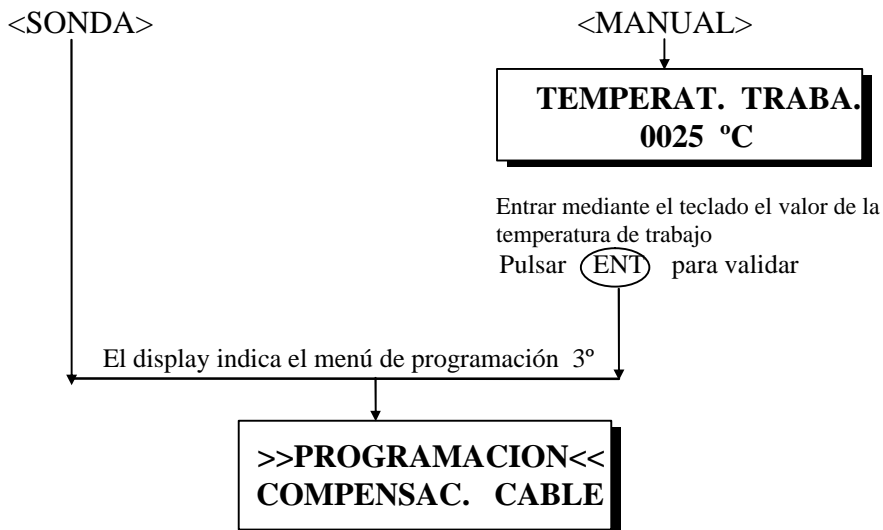 <SONDA> <MANUAL>
TEMPERAT. TRABA.
0025 ºC
Entrar mediante el teclado el valor de la
temperatura de trabajo
Pulsar ENT para validar
El display indica el menú de programación 3º
>>PROGRAMACION<<
COMPENSAC. CABLE